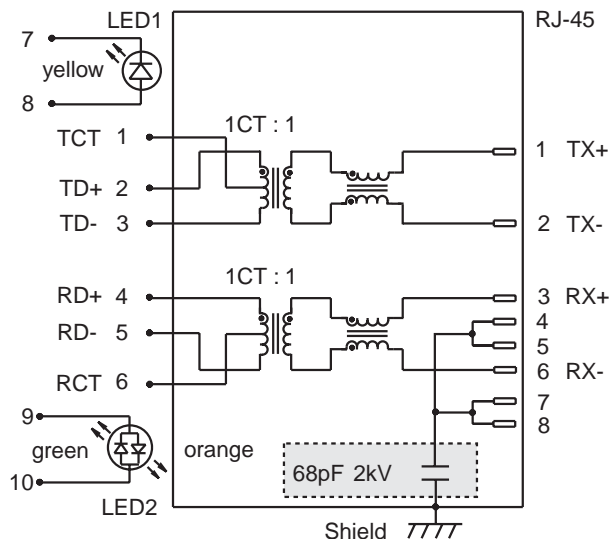 LED1
RJ-45
7
yellow
8
TCT 1
1CT : 1
TD+ 2
TD- 3
1 TX+
2 TX-
RD+ 4
1CT : 1
RD- 5
RCT 6
3 RX+
4
5
6 RX-
7
8
9
green
orange
10
LED2
68pF 2kV
Shield